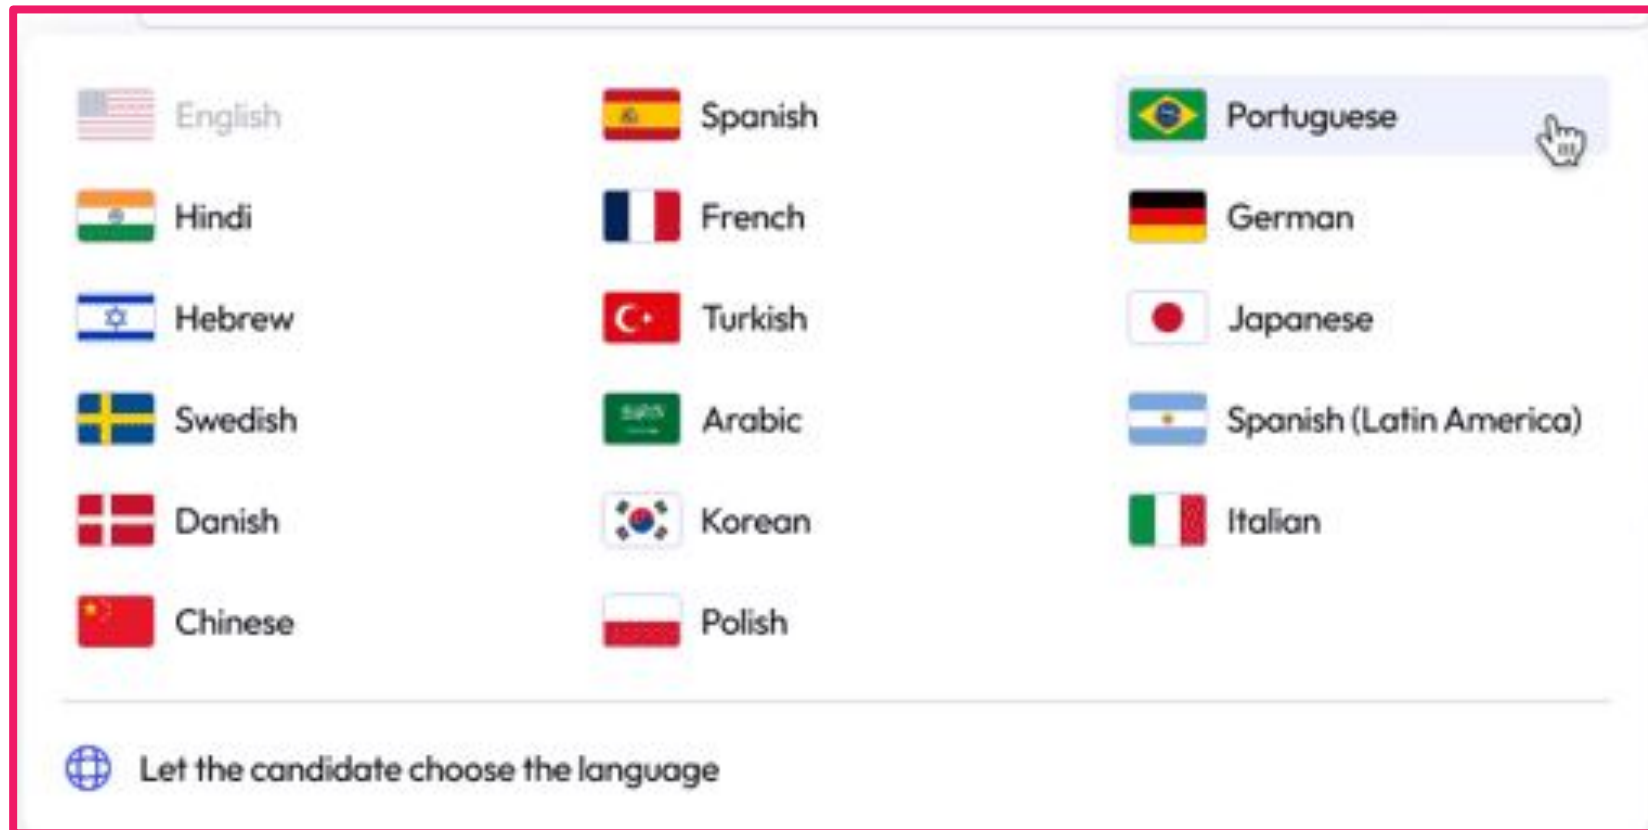 English
Spanish
Portuguese
Hindi
French
German
Hebrew
Turkish
Japanese
Swedish
Arabic
Spanish (Latin America)
Danish
Korean
Italian
Chinese
Polish
Let the candidate choose the language